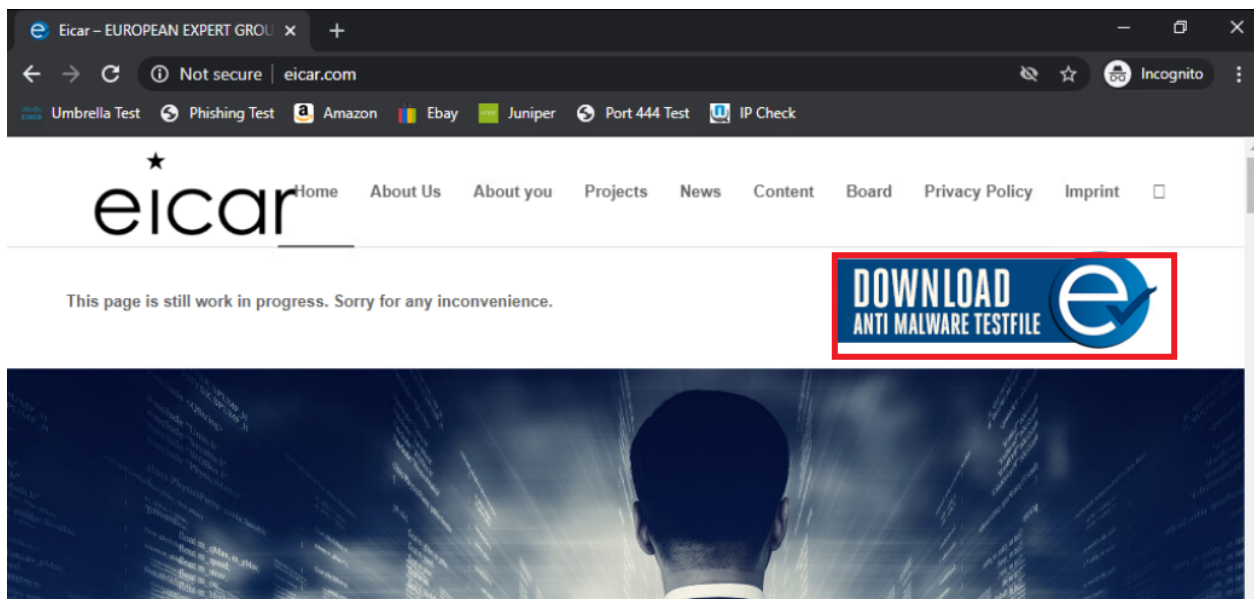 Eicar – EUROPEAN EXPERT GROU
Not secure eicar.com Incognito
Umbrella Test Phishing Test Amazon Ebay Juniper Port 444 Test IP Check
eicar
Home About Us About you Projects News Content Board Privacy Policy Imprint
This page is still work in progress. Sorry for any inconvenience.
DOWNLOAD
ANTI MALWARE TESTFILE